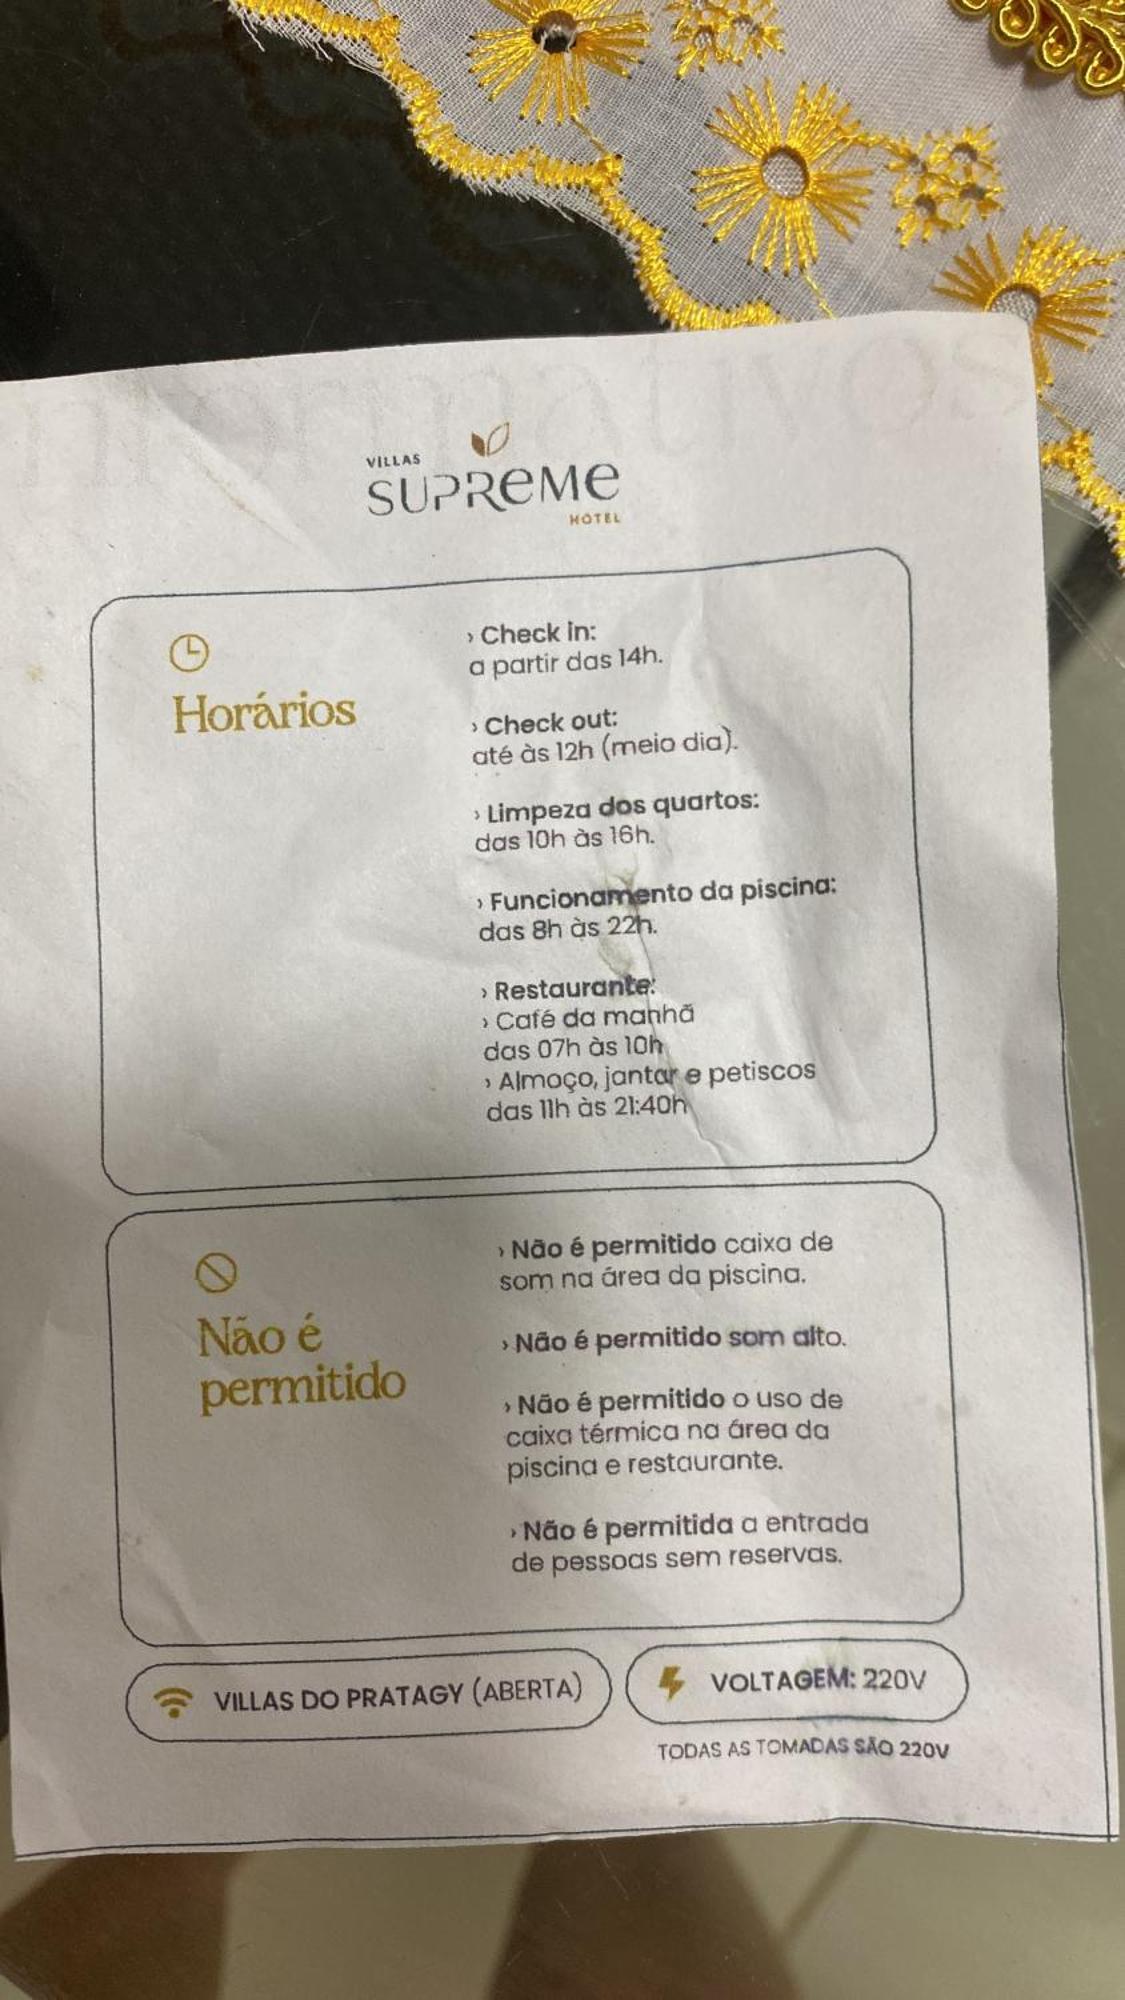 VILLAS
SUPREME
HOTEL
Horários
› Check in:
a partir das 14h.
› Check out:
até às 12h (meio dia).
› Limpeza dos quartos:
das 10h às 16h.
› Funcionamento da piscina:
das 8h às 22h.
› Restaurante:
› Café da manhã
das 07h às 10h
› Almoço, jantar e petiscos
das 11h às 21:40h
Não é
permitido
› Não é permitido caixa de
som na área da piscina.
› Não é permitido som alto.
› Não é permitido o uso de
caixa térmica na área da
piscina e restaurante.
› Não é permitida a entrada
de pessoas sem reservas.
VILLAS DO PRATAGY (ABERTA)
VOLTAGEM: 220V
TODAS AS TOMADAS SÃO 220V